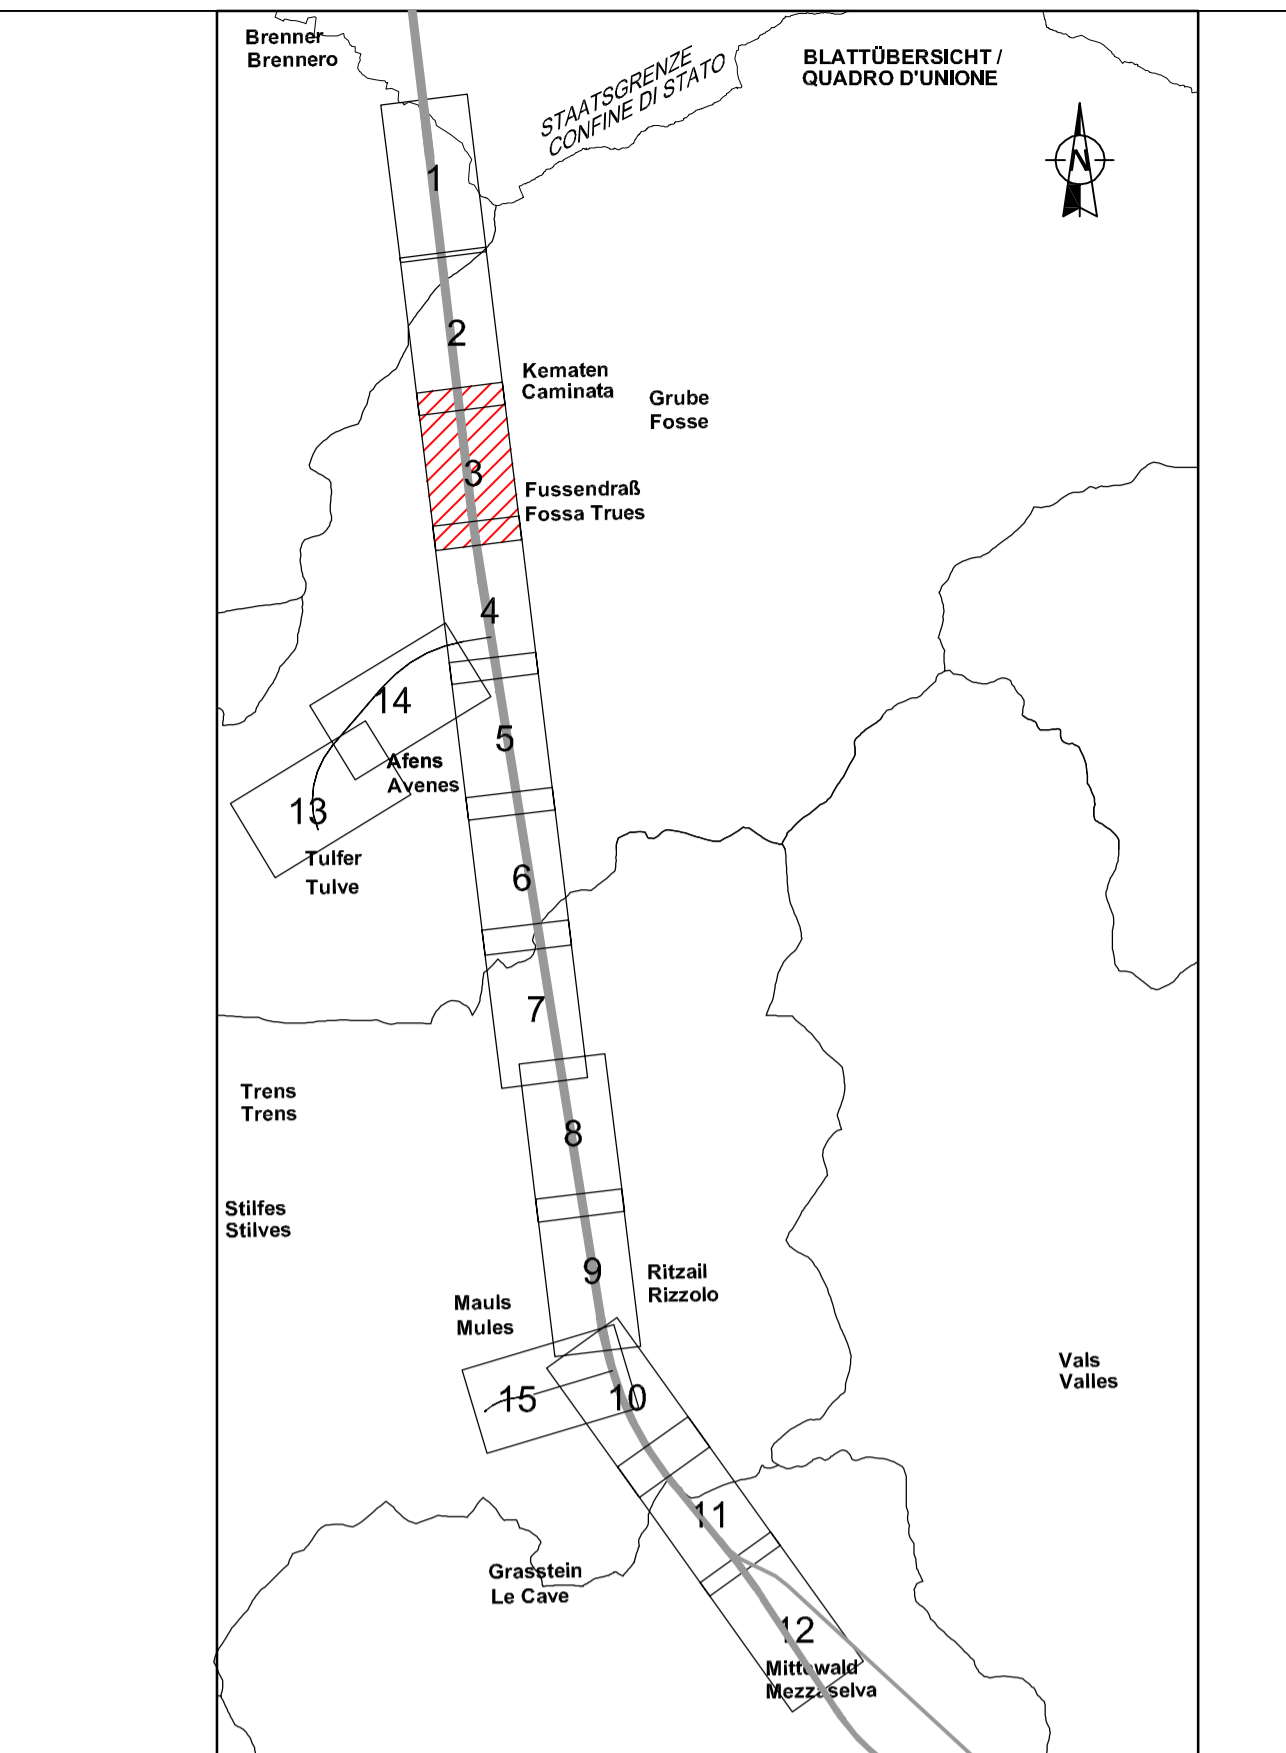 Brenner
Brennero
STAATSGRENZE
CONFINE DI STATO
BLATTÜBERSICHT /
QUADRO D'UNIONE
N
1
2
Kematen
Caminata
Grube
Fosse
3
Fussendraß
Fossa Trues
4
14
5
Afens
Avenes
13
Tulfer
Tulve
6
7
Trens
Trens
8
Stilfes
Stilves
9
Ritzail
Rizzolo
Mauls
Mules
15
10
Vals
Valles
11
Grasstein
Le Cave
12
Mittewald
Mezzaselva